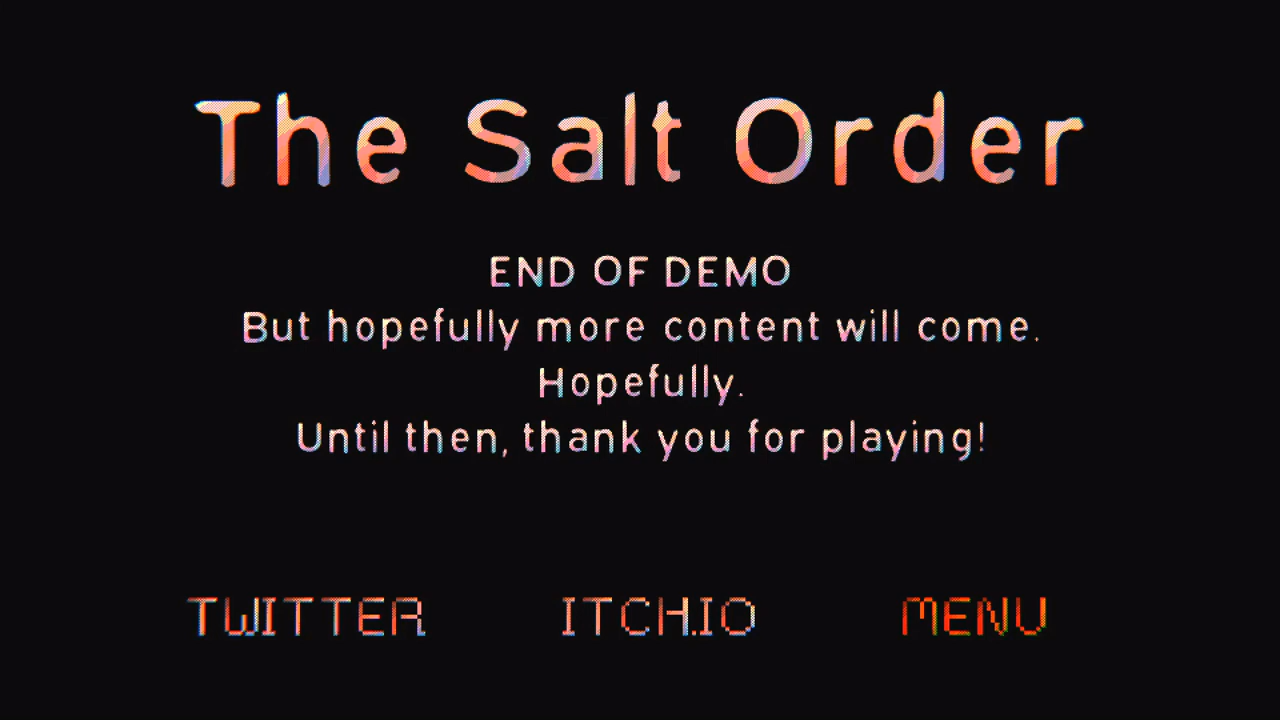 The Salt Order
END OF DEMO
But hopefully more content will come.
Hopefully.
Until then, thank you for playing!
TWITTER ITCH.IO MENU